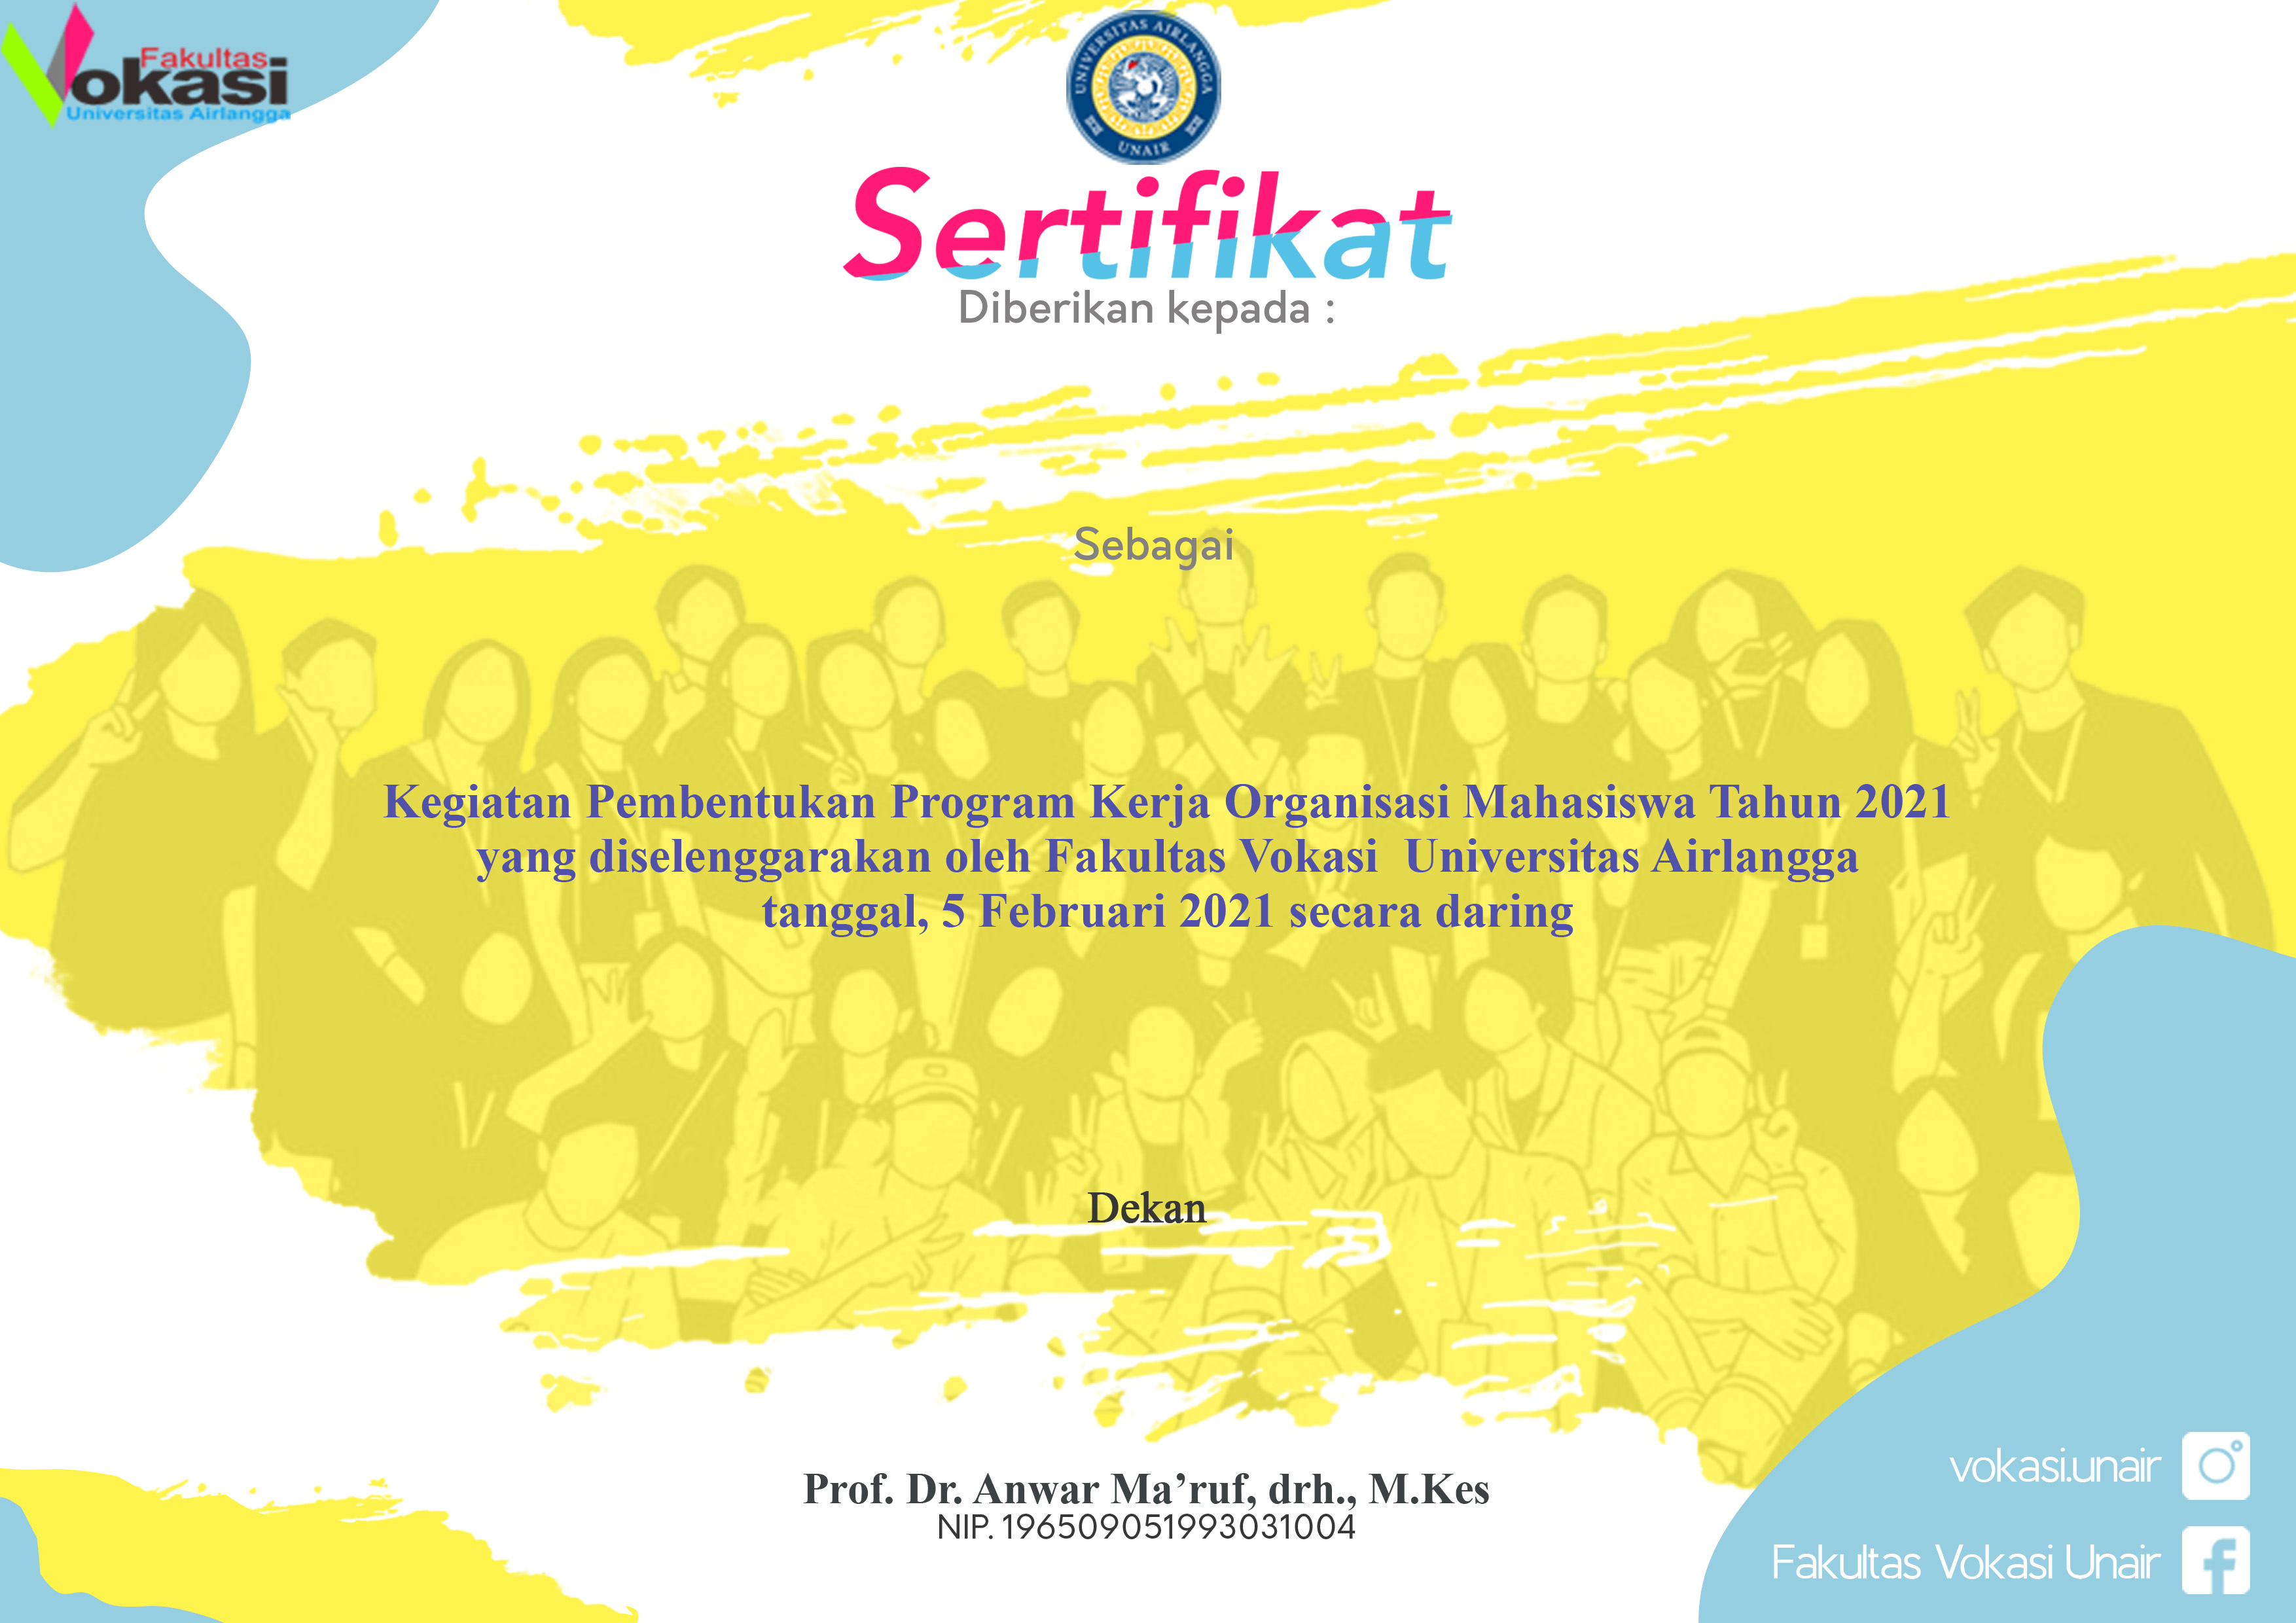 Fakultas
Vokasi
Universitas Airlangga
UNIVERSITAS AIRLANGGA
UNAIR
Sertifikat
Diberikan kepada :
Sebagai
Kegiatan Pembentukan Program Kerja Organisasi Mahasiswa Tahun 2021
yang diselenggarakan oleh Fakultas Vokasi  Universitas Airlangga
tanggal, 5 Februari 2021 secara daring
Dekan
Prof. Dr. Anwar Ma’ruf, drh., M.Kes
NIP. 196509051993031004
vokasi.unair
Fakultas Vokasi Unair